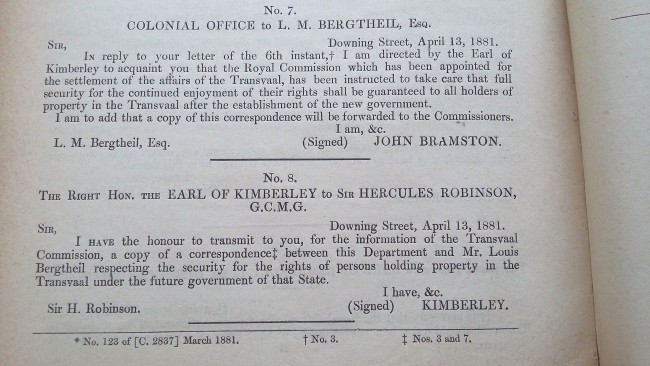 No. 7.
COLONIAL OFFICE to L. M. BERGTHEIL, Esq.
SIR, Downing Street, April 13, 1881.
IN reply to your letter of the 6th instant,† I am directed by the Earl of
Kimberley to acquaint you that the Royal Commission which has been appointed for
the settlement of the affairs of the Transvaal, has been instructed to take care that full
security for the continued enjoyment of their rights shall be guaranteed to all holders of
property in the Transvaal after the establishment of the new government.
I am to add that a copy of this correspondence will be forwarded to the Commissioners.
I am, &c.
L. M. Bergtheil, Esq. (Signed) JOHN BRAMSTON.
No. 8.
THE RIGHT HON. THE EARL OF KIMBERLEY to SIR HERCULES ROBINSON,
G.C.M.G.
SIR, Downing Street, April 13, 1881.
I HAVE the honour to transmit to you, for the information of the Transvaal
Commission, a copy of a correspondence‡ between this Department and Mr. Louis
Bergtheil respecting the security for the rights of persons holding property in the
Transvaal under the future government of that State.
I have, &c.
Sir H. Robinson. (Signed) KIMBERLEY.
* No. 123 of [C. 2837] March 1881. † No. 3. ‡ Nos. 3 and 7.